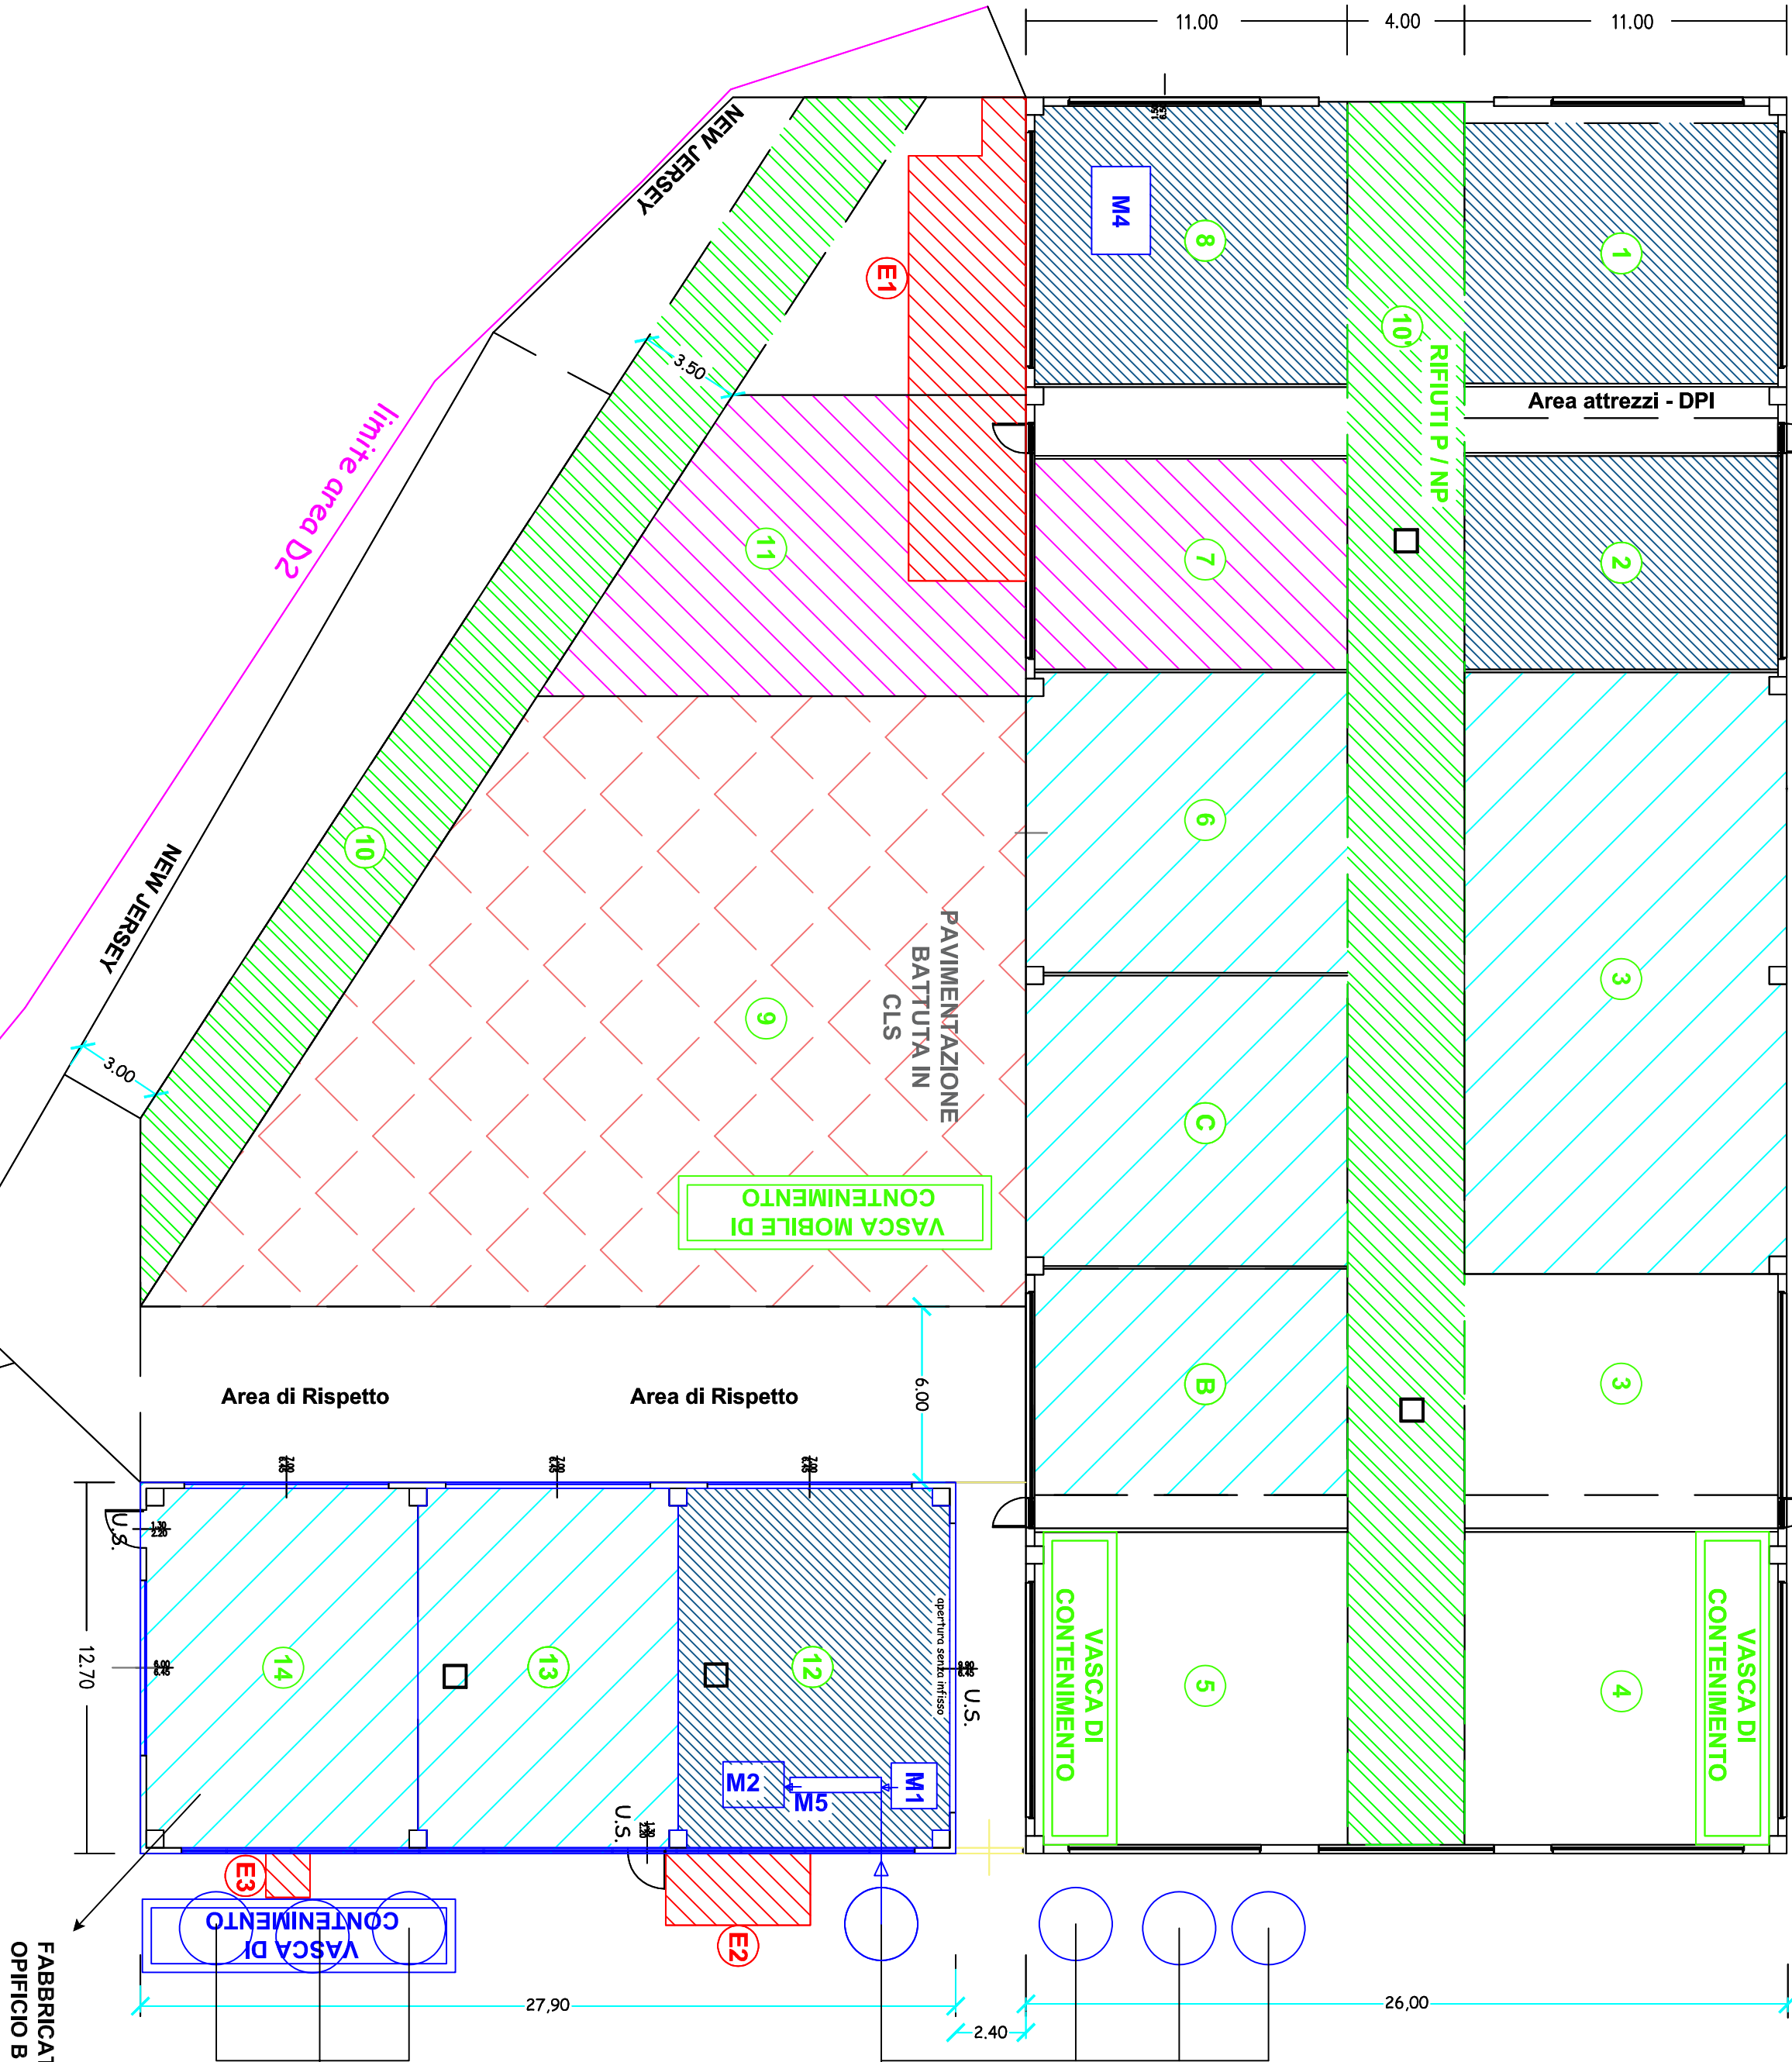 11.00
4.00
11.00
NEW JERSEY
M4
8
1
E1
10'
RIFIUTI P / NP
3.50
Area attrezzi - DPI
limite area D2
11
7
2
6
3
10
NEW JERSEY
PAVIMENTAZIONE
BATTUTA IN
CLS
9
C
3.00
VASCA MOBILE DI
CONTENIMENTO
Area di Rispetto
Area di Rispetto
6.00
B
3
U.S.
12.70
14
13
12
apertura senza infisso
U.S.
5
4
VASCA DI
CONTENIMENTO
VASCA DI
CONTENIMENTO
M2
M5
M1
U.S.
E3
E2
VASCA DI
CONTENIMENTO
27,90
26,00
2.40
FABBRICAT
OPIFICIO B